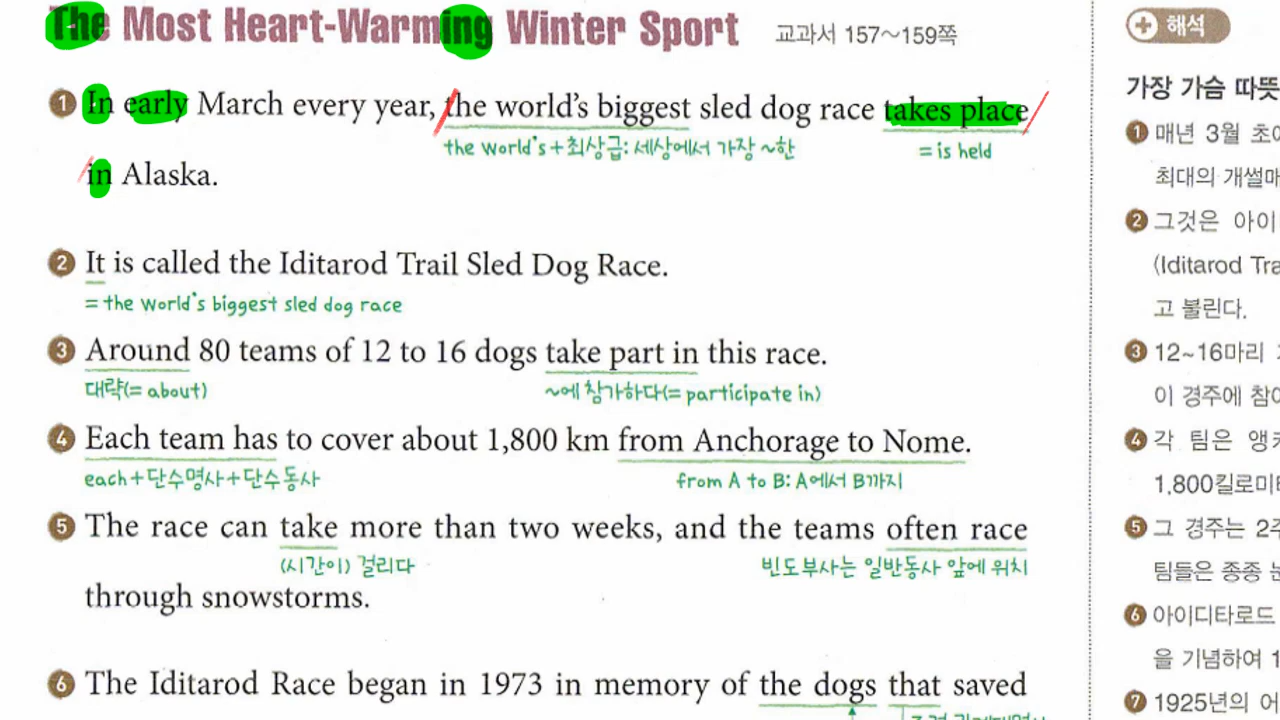 The Most Heart-Warming Winter Sport 교과서 157~159쪽
1 In early March every year, the world's biggest sled dog race takes place
the world's+최상급: 세상에서 가장 ~한
= is held
in Alaska.
2 It is called the Iditarod Trail Sled Dog Race.
= the world's biggest sled dog race
3 Around 80 teams of 12 to 16 dogs take part in this race.
대략(= about)
~에 참가하다(= participate in)
4 Each team has to cover about 1,800 km from Anchorage to Nome.
each+단수명사+단수동사
from A to B: A에서 B까지
5 The race can take more than two weeks, and the teams often race
(시간이) 걸리다
빈도부사는 일반동사 앞에 위치
through snowstorms.
6 The Iditarod Race began in 1973 in memory of the dogs that saved
+ 해석
가장 가슴 따뜻
1 매년 3월 초에
최대의 개썰매
2 그것은 아이
(Iditarod Tra
고 불린다.
3 12~16마리
이 경주에 참여
4 각 팀은 앵커
1,800킬로미터
5 그 경주는 2주
팀들은 종종 눈
6 아이디타로드
을 기념하여 1
7 1925년의 어